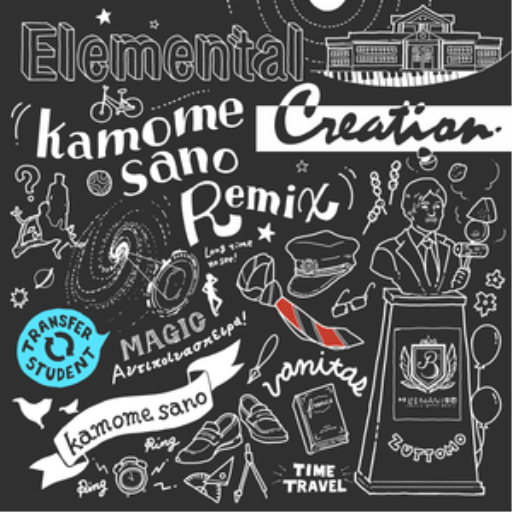 Elemental
Creation.
kamome
sano
Remix
?
Long time
no see!
MAGIC
TRANSFER
STUDENT
kamome sano
vanitas
B
Ring
Ring
TIME
TRAVEL
ZUTTOMO